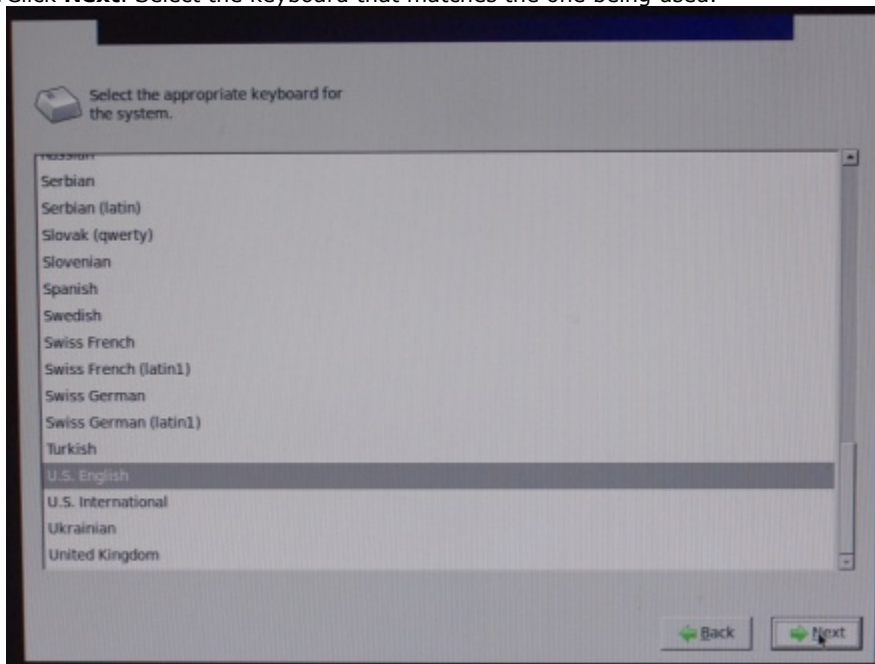 Click Next. Select the keyboard that matches the one being used.
Select the appropriate keyboard for
the system.
Russian
Serbian
Serbian (latin)
Slovak (qwerty)
Slovenian
Spanish
Swedish
Swiss French
Swiss French (latin1)
Swiss German
Swiss German (latin1)
Turkish
U.S. English
U.S. International
Ukrainian
United Kingdom
Back
Next